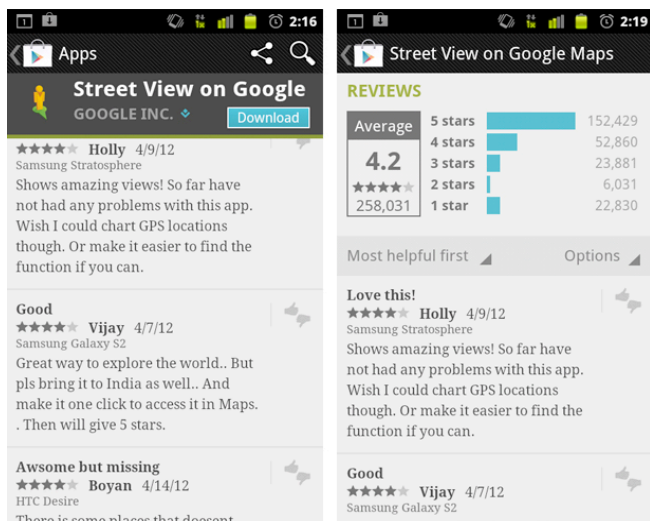 1
2:16
Apps
Street View on Google
GOOGLE INC.
Download
Holly 4/9/12
Samsung Stratosphere
Shows amazing views! So far have
not had any problems with this app.
Wish I could chart GPS locations
though. Or make it easier to find the
function if you can.
Good
Vijay 4/7/12
Samsung Galaxy S2
Great way to explore the world.. But
pls bring it to India as well.. And
make it one click to access it in Maps.
. Then will give 5 stars.
Awsome but missing
Boyan 4/14/12
HTC Desire
There is some places that doesent
1
2:19
Street View on Google Maps
REVIEWS
Average
4.2
258,031
5 stars 152,429
4 stars 52,860
3 stars 23,881
2 stars 6,031
1 star 22,830
Most helpful first Options
Love this!
Holly 4/9/12
Samsung Stratosphere
Shows amazing views! So far have
not had any problems with this app.
Wish I could chart GPS locations
though. Or make it easier to find the
function if you can.
Good
Vijay 4/7/12
Samsung Galaxy S2